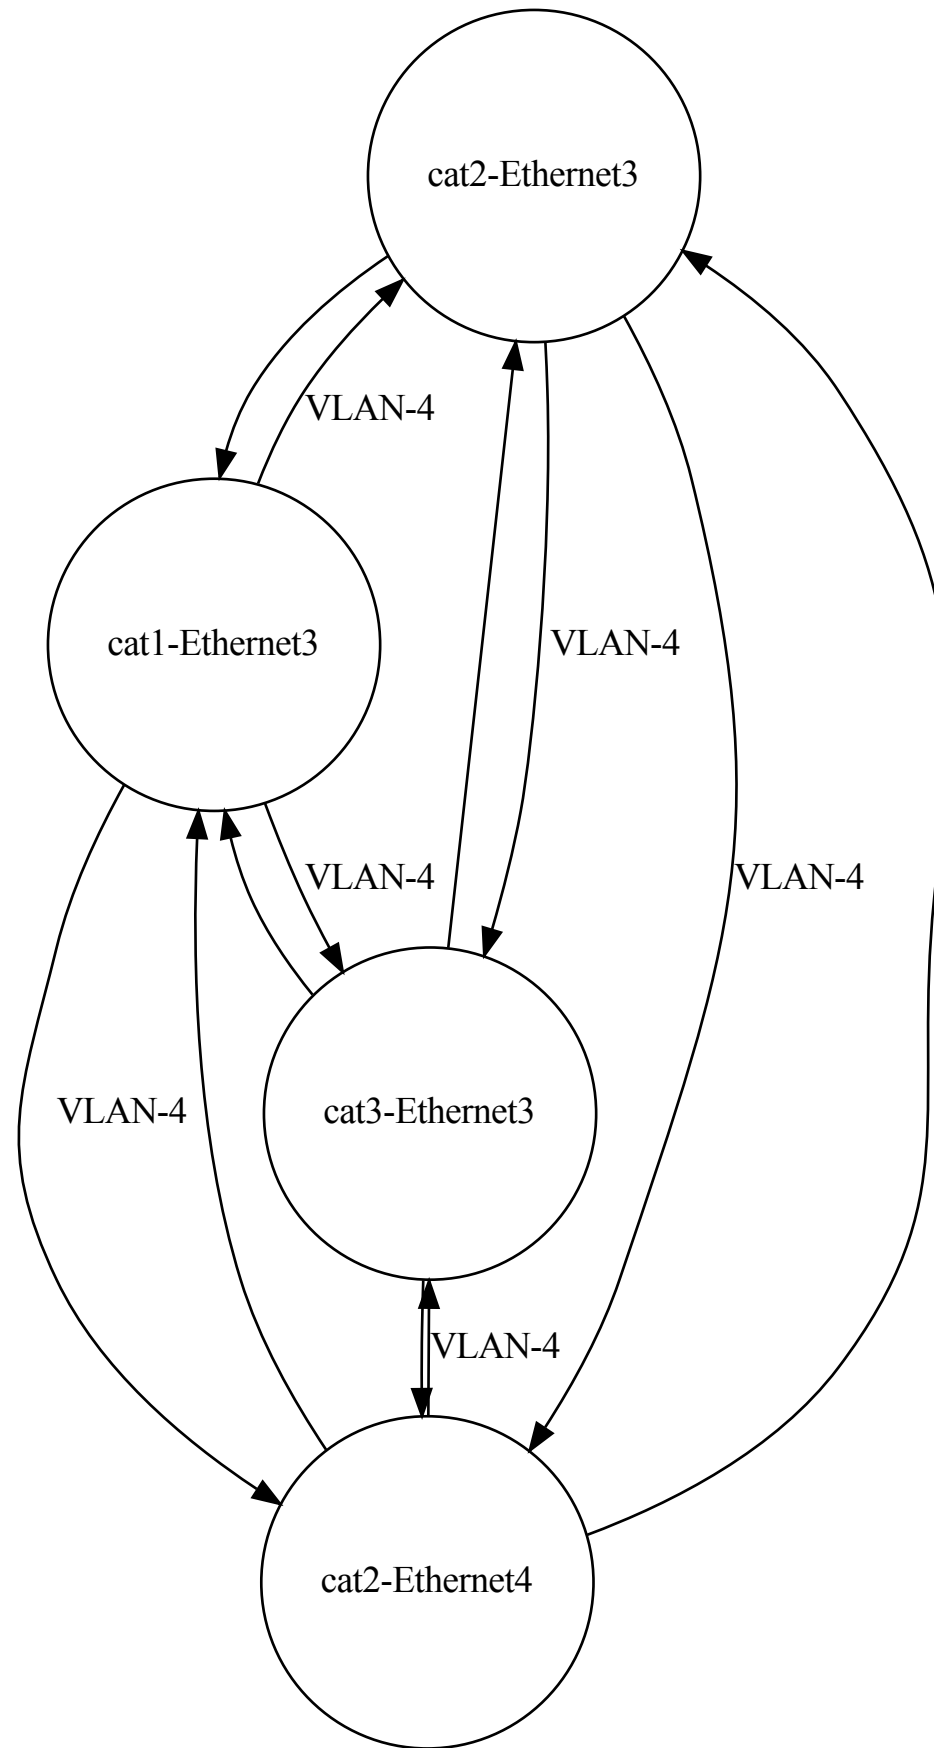 cat2-Ethernet3
VLAN-4
cat1-Ethernet3
VLAN-4
VLAN-4
VLAN-4
cat3-Ethernet3
VLAN-4
VLAN-4
cat2-Ethernet4